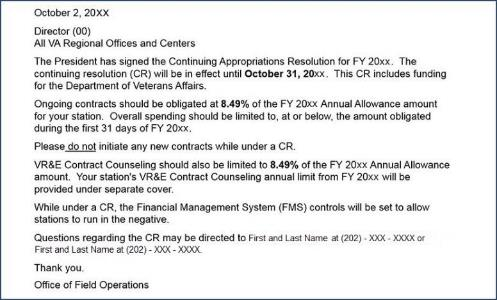 October 2, 20XX
Director (00)
All VA Regional Offices and Centers
The President has signed the Continuing Appropriations Resolution for FY 20xx. The
continuing resolution (CR) will be in effect until October 31, 20xx. This CR includes funding
for the Department of Veterans Affairs.
Ongoing contracts should be obligated at 8.49% of the FY 20xx Annual Allowance amount
for your station. Overall spending should be limited to, at or below, the amount obligated
during the first 31 days of FY 20xx.
Please do not initiate any new contracts while under a CR.
VR&E Contract Counseling should also be limited to 8.49% of the FY 20xx Annual Allowance
amount. Your station's VR&E Contract Counseling annual limit from FY 20xx will be
provided under separate cover.
While under a CR, the Financial Management System (FMS) controls will be set to allow
stations to run in the negative.
Questions regarding the CR may be directed to First and Last Name at (202) - XXX - XXXX or
First and Last Name at (202) - XXX - XXXX.
Thank you.
Office of Field Operations